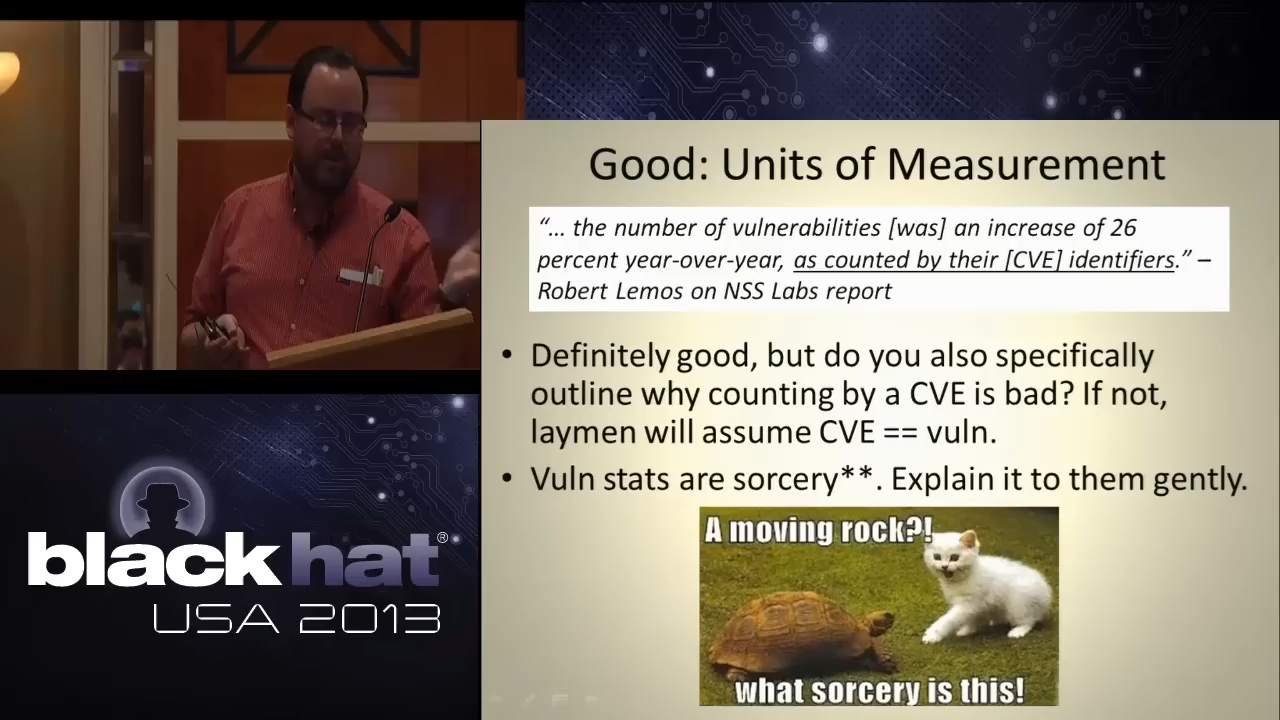 Good: Units of Measurement
“… the number of vulnerabilities [was] an increase of 26
percent year-over-year, as counted by their [CVE] identifiers.” –
Robert Lemos on NSS Labs report
• Definitely good, but do you also specifically
outline why counting by a CVE is bad? If not,
laymen will assume CVE == vuln.
• Vuln stats are sorcery**. Explain it to them gently.
A moving rock?!
what sorcery is this!
blackhat®
USA 2013